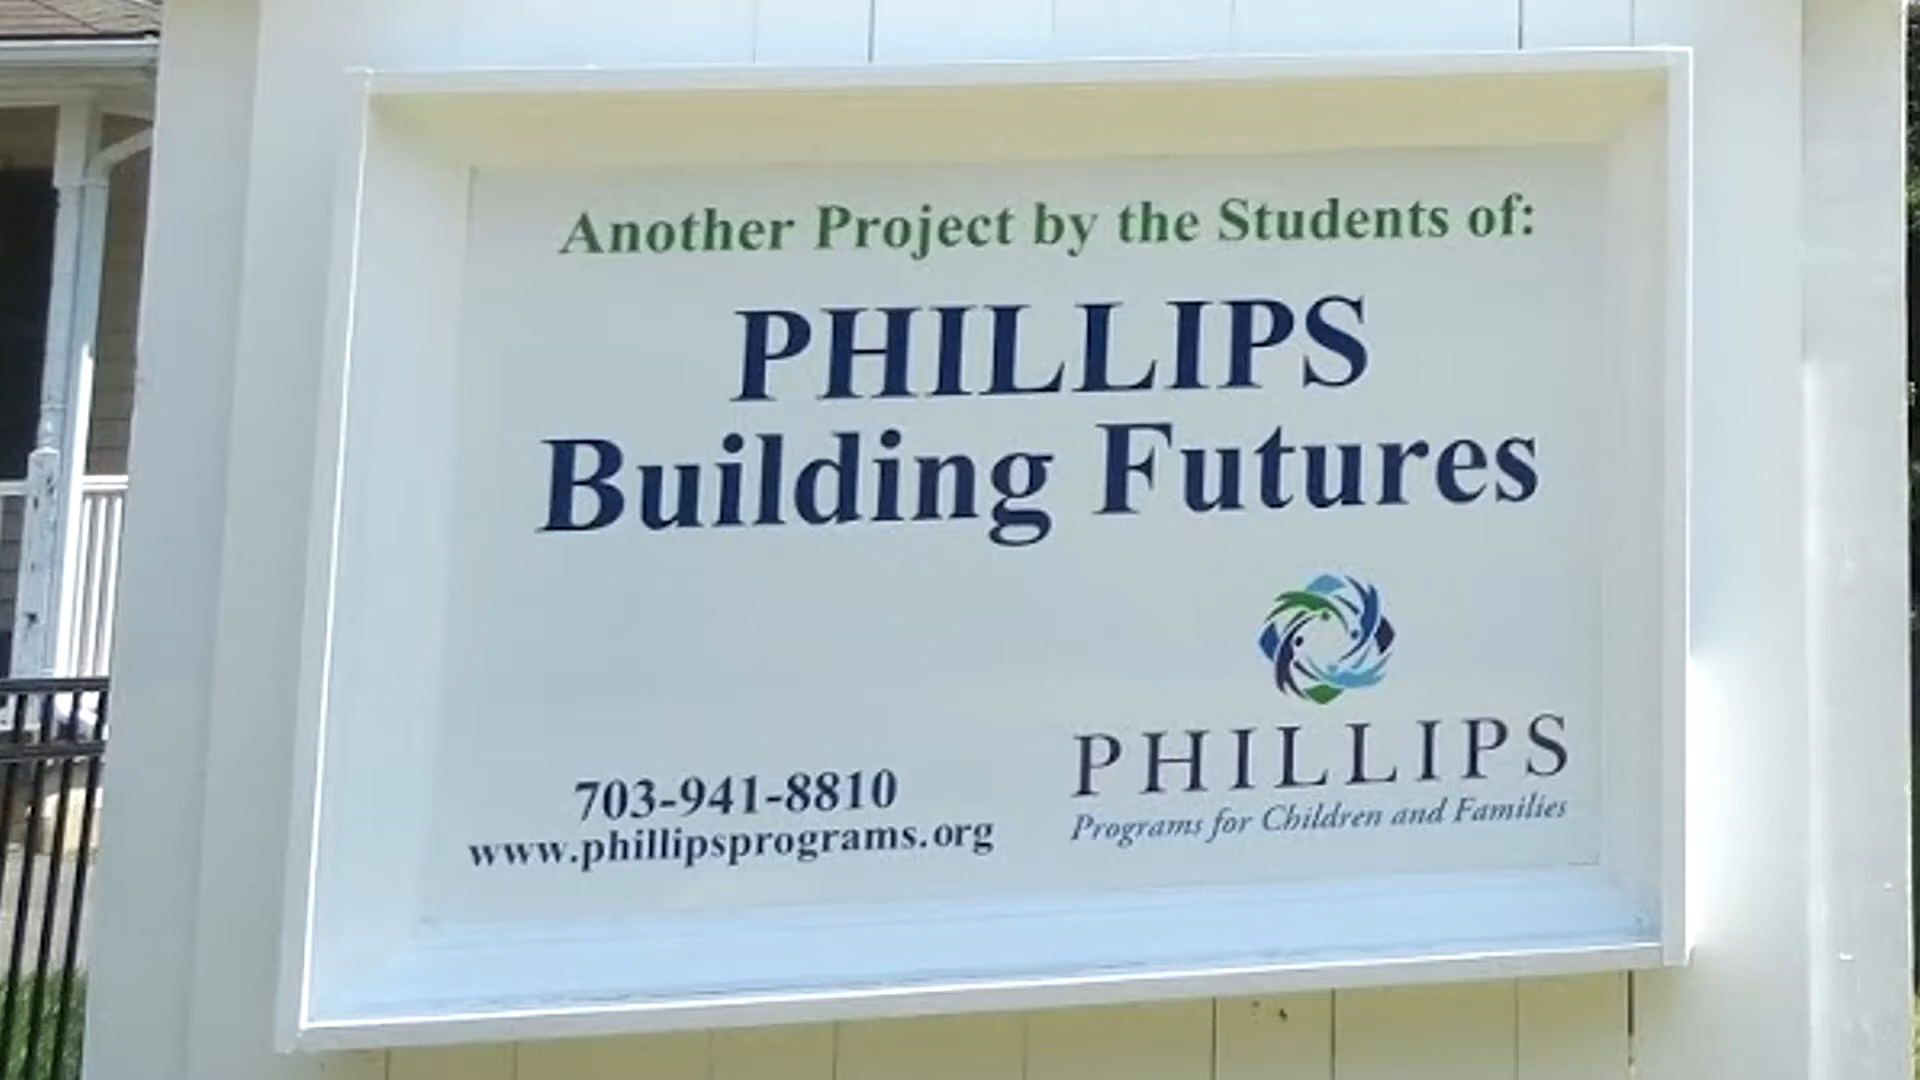 Another Project by the Students of:
PHILLIPS
Building Futures
703-941-8810
www.phillipsprograms.org
PHILLIPS
Programs for Children and Families